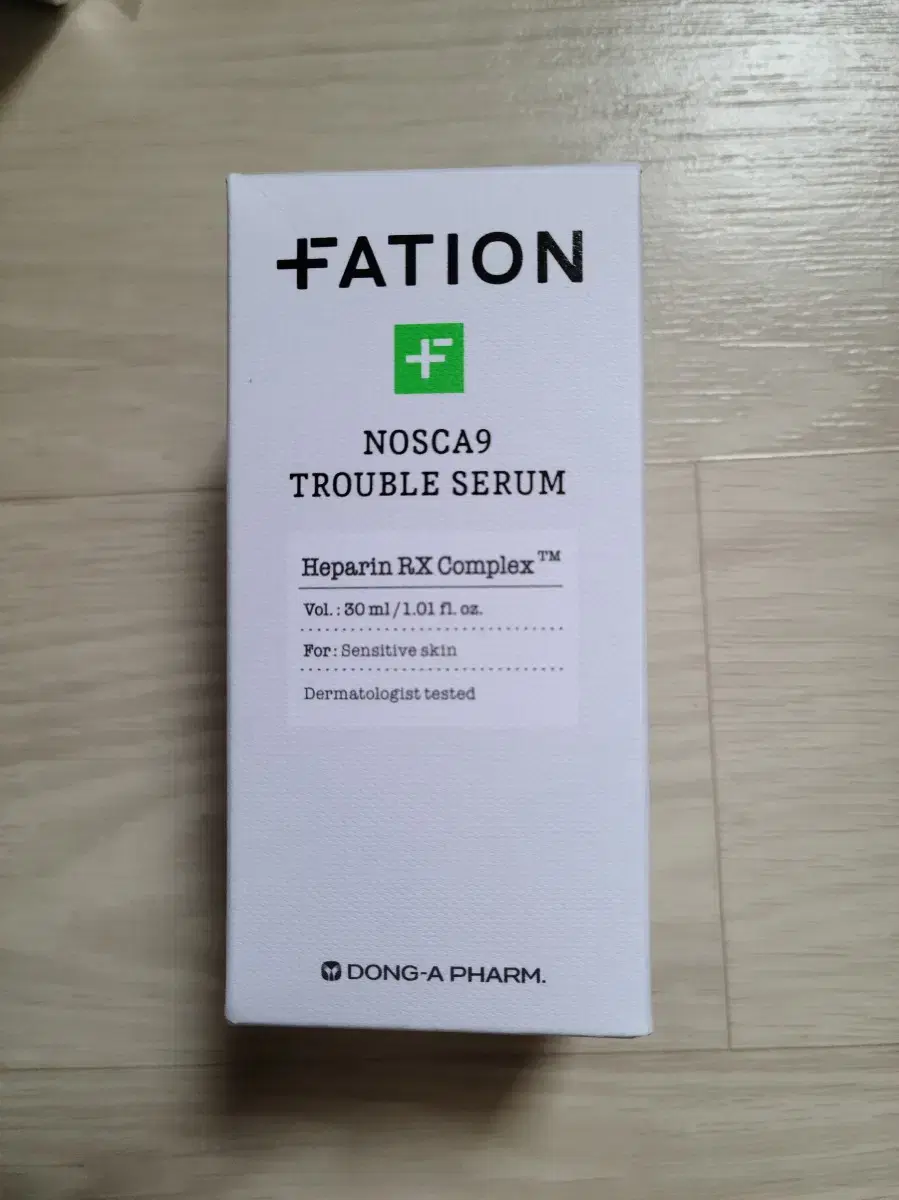 FATION
F
NOSCA9
TROUBLE SERUM
Heparin RX Complex™
Vol.: 30 ml / 1.01 fl. oz.
For: Sensitive skin
Dermatologist tested
DONG-A PHARM.